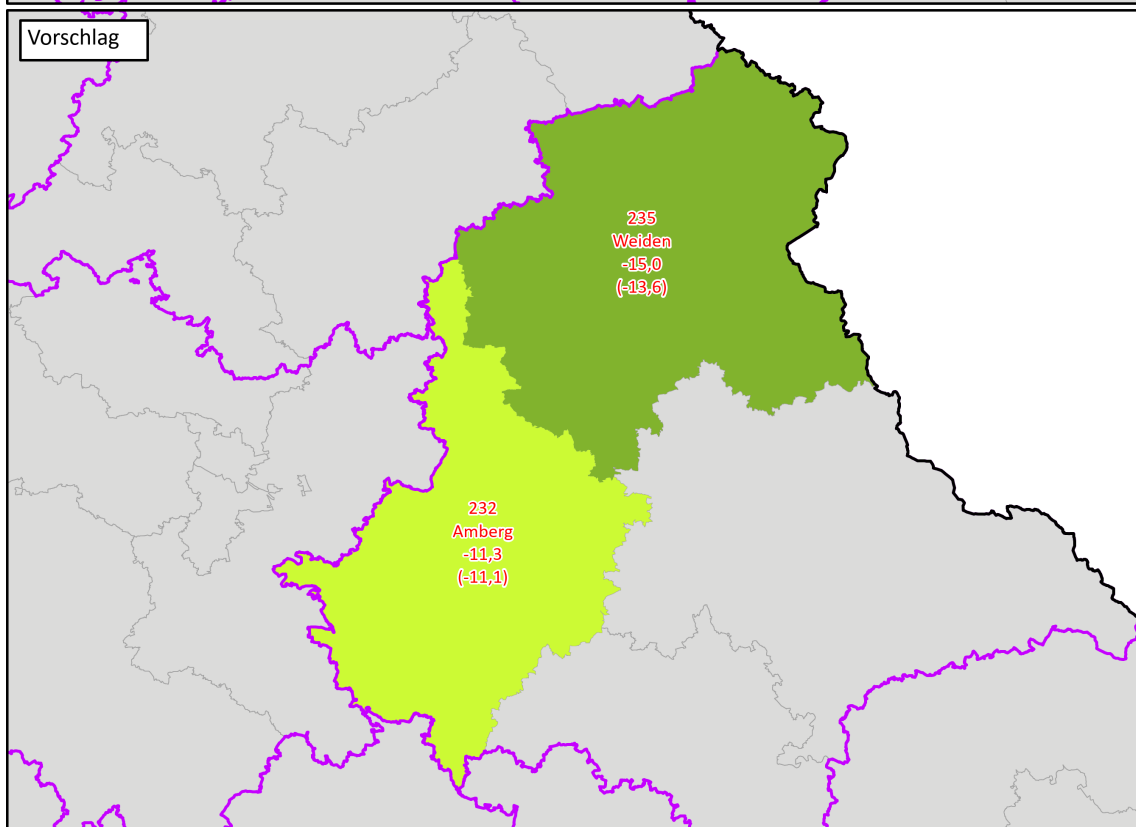 Vorschlag
235
Weiden
-15,0
(-13,6)
232
Amberg
-11,3
(-11,1)